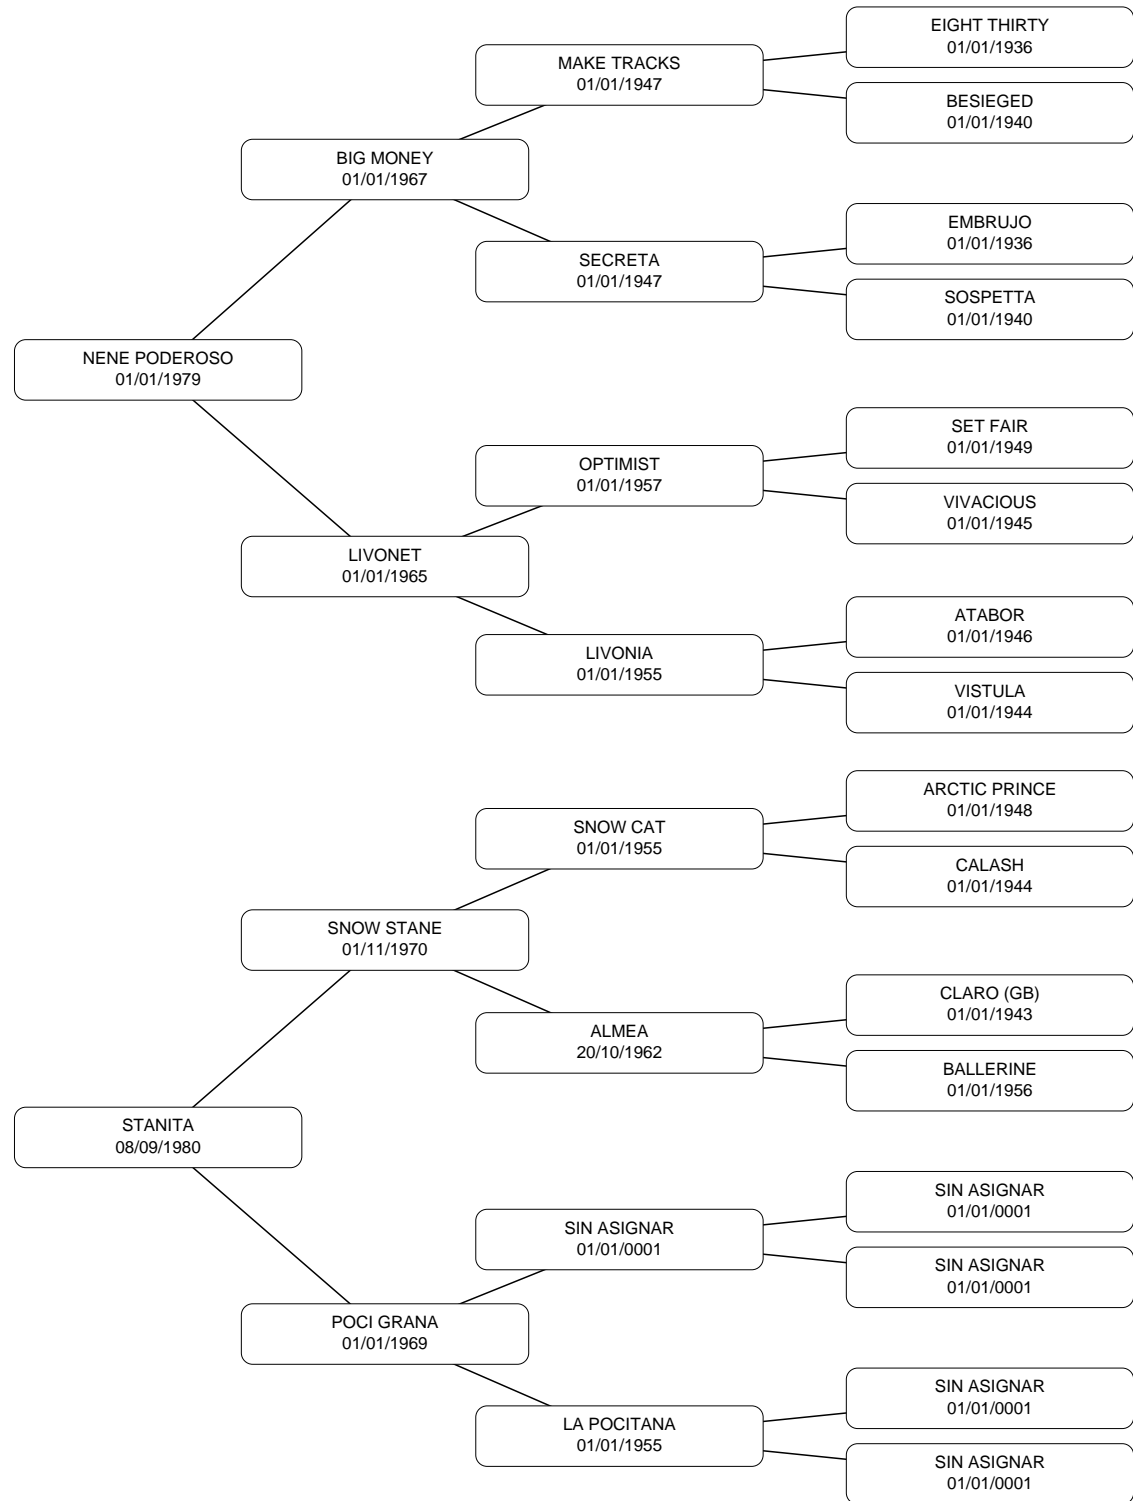 EIGHT THIRTY
01/01/1936
MAKE TRACKS
01/01/1947
BESIEGED
01/01/1940
BIG MONEY
01/01/1967
EMBRUJO
01/01/1936
SECRETA
01/01/1947
SOSPETTA
01/01/1940
NENE PODEROSO
01/01/1979
SET FAIR
01/01/1949
OPTIMIST
01/01/1957
VIVACIOUS
01/01/1945
LIVONET
01/01/1965
ATABOR
01/01/1946
LIVONIA
01/01/1955
VISTULA
01/01/1944
ARCTIC PRINCE
01/01/1948
SNOW CAT
01/01/1955
CALASH
01/01/1944
SNOW STANE
01/11/1970
CLARO (GB)
01/01/1943
ALMEA
20/10/1962
BALLERINE
01/01/1956
STANITA
08/09/1980
SIN ASIGNAR
01/01/0001
SIN ASIGNAR
01/01/0001
SIN ASIGNAR
01/01/0001
POCI GRANA
01/01/1969
SIN ASIGNAR
01/01/0001
LA POCITANA
01/01/1955
SIN ASIGNAR
01/01/0001